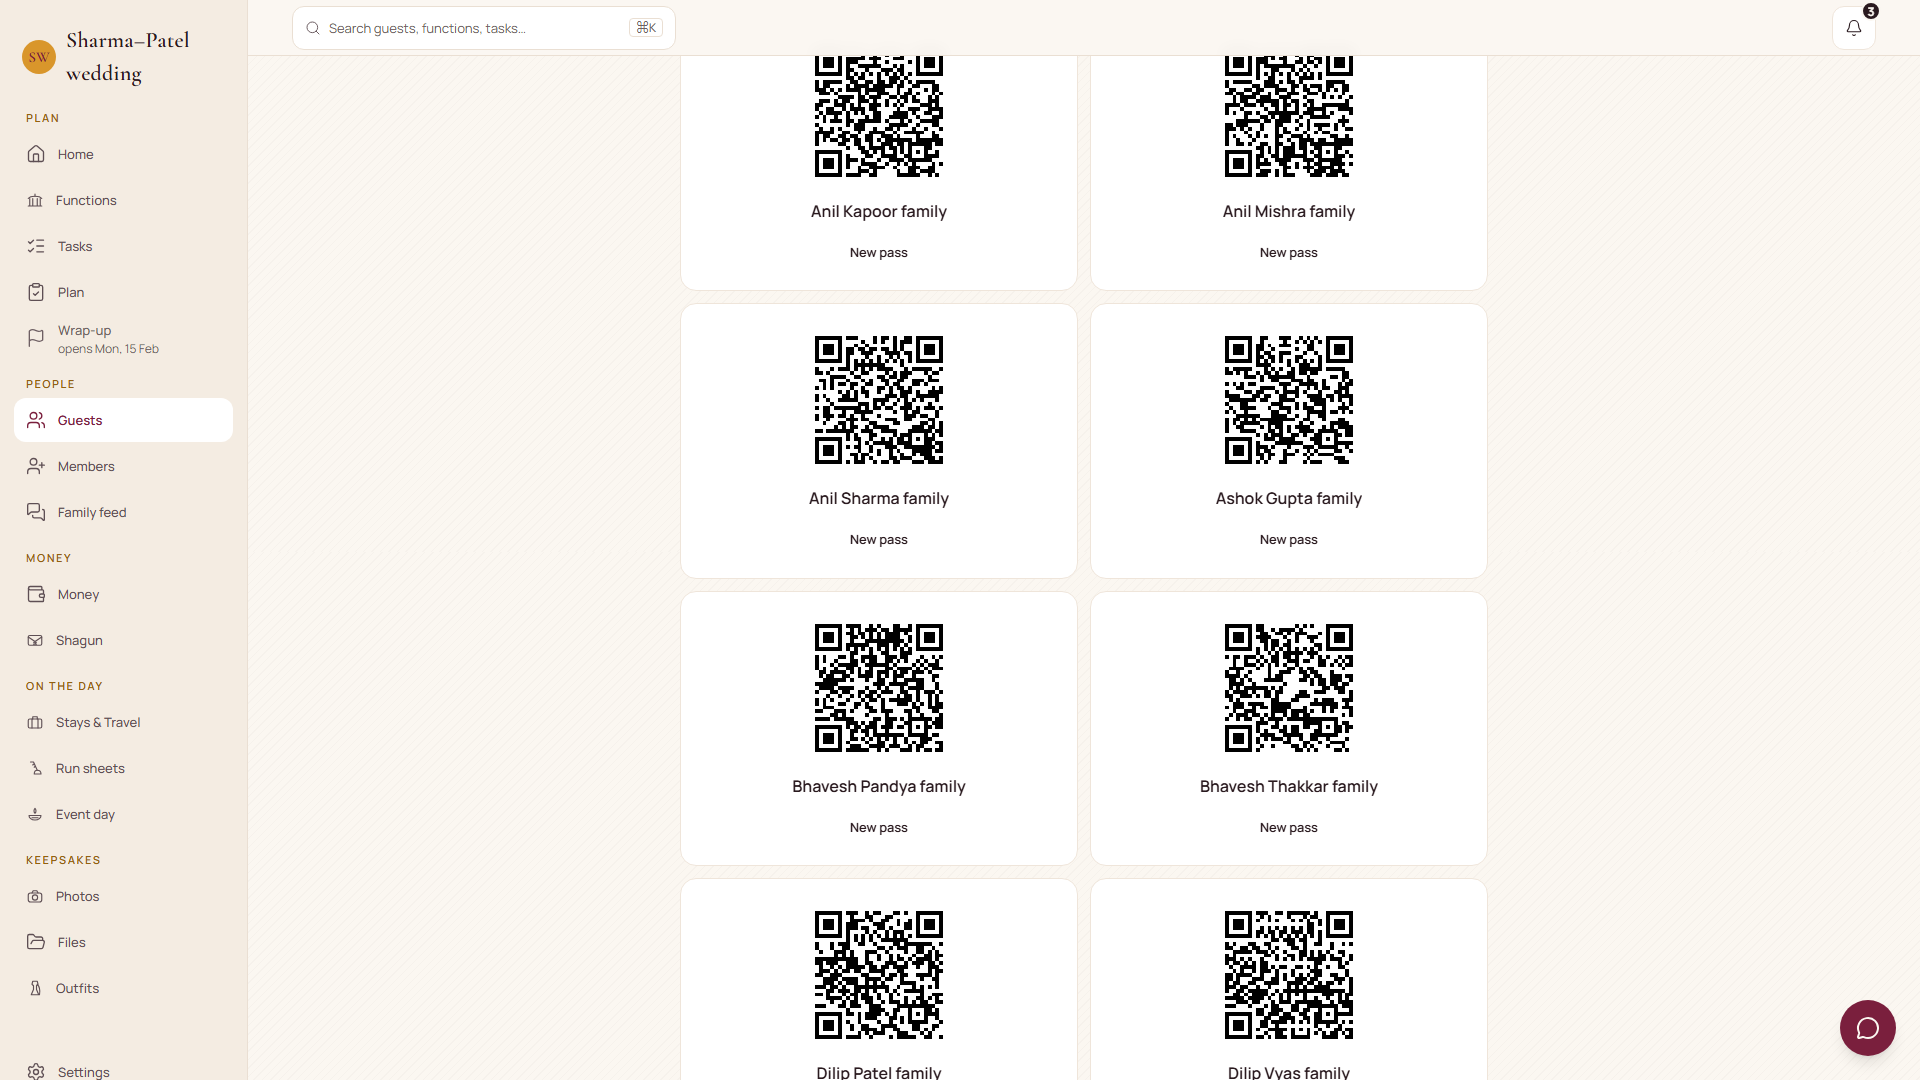 SW
Sharma–Patel
wedding
Search guests, functions, tasks…
⌘K
3
PLAN
Home
Functions
Tasks
Plan
Wrap-up
opens Mon, 15 Feb
PEOPLE
Guests
Members
Family feed
MONEY
Money
Shagun
ON THE DAY
Stays & Travel
Run sheets
Event day
KEEPSAKES
Photos
Files
Outfits
Settings
Anil Kapoor family
New pass
Anil Mishra family
New pass
Anil Sharma family
New pass
Ashok Gupta family
New pass
Bhavesh Pandya family
New pass
Bhavesh Thakkar family
New pass
Dilip Patel family
Dilip Vyas family